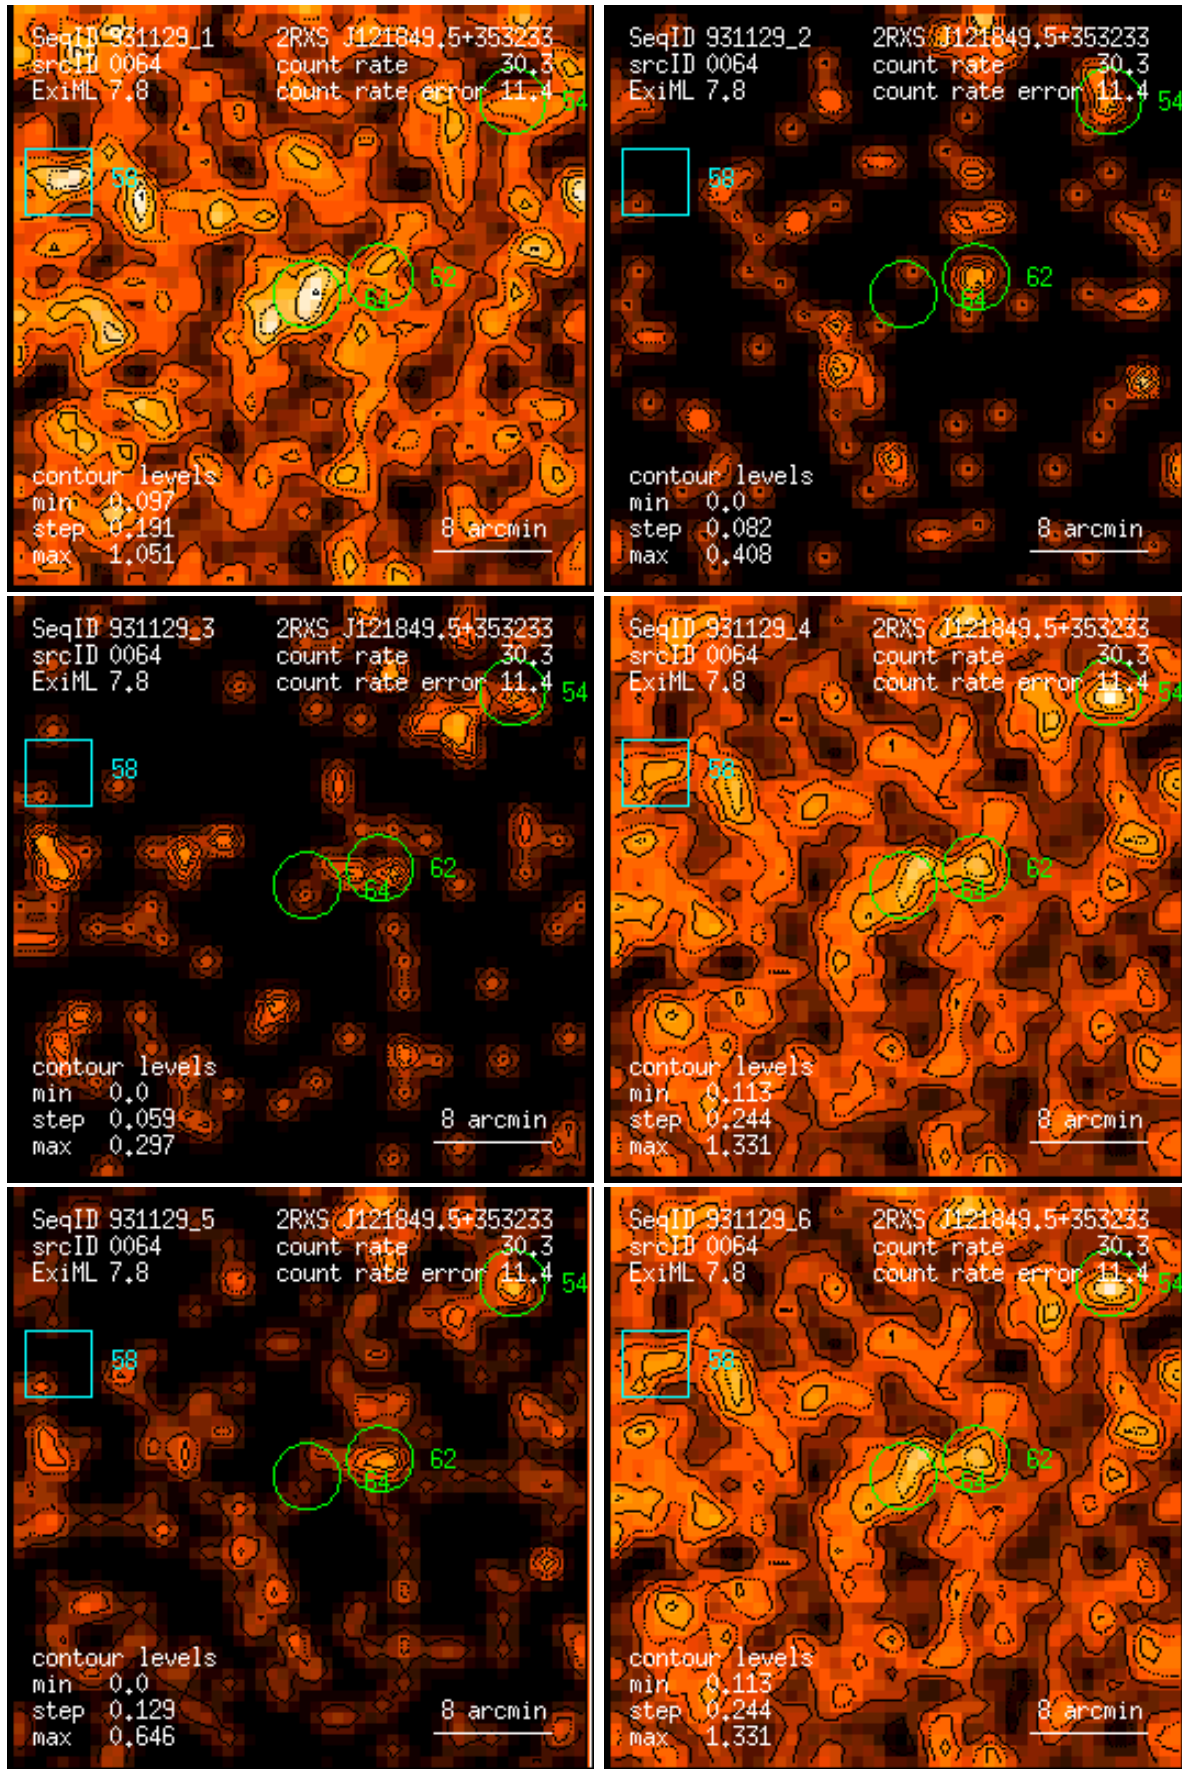 SeqID 931129_1 2RXS J121849.5+353233
srcID 0064 count rate 30.3
ExiML 7.8 count rate error 11.4
54
58
62
64
contour levels
min 0.097
step 0.191
max 1.051
8 arcmin
SeqID 931129_2 2RXS J121849.5+353233
srcID 0064 count rate 30.3
ExiML 7.8 count rate error 11.4
54
58
62
64
contour levels
min 0.0
step 0.082
max 0.408
8 arcmin
SeqID 931129_3 2RXS J121849.5+353233
srcID 0064 count rate 30.3
ExiML 7.8 count rate error 11.4
54
58
62
64
contour levels
min 0.0
step 0.059
max 0.297
8 arcmin
SeqID 931129_4 2RXS J121849.5+353233
srcID 0064 count rate 30.3
ExiML 7.8 count rate error 11.4
54
58
62
64
contour levels
min 0.113
step 0.244
max 1.331
8 arcmin
SeqID 931129_5 2RXS J121849.5+353233
srcID 0064 count rate 30.3
ExiML 7.8 count rate error 11.4
54
58
62
64
contour levels
min 0.0
step 0.129
max 0.646
8 arcmin
SeqID 931129_6 2RXS J121849.5+353233
srcID 0064 count rate 30.3
ExiML 7.8 count rate error 11.4
54
58
62
64
contour levels
min 0.113
step 0.244
max 1.331
8 arcmin